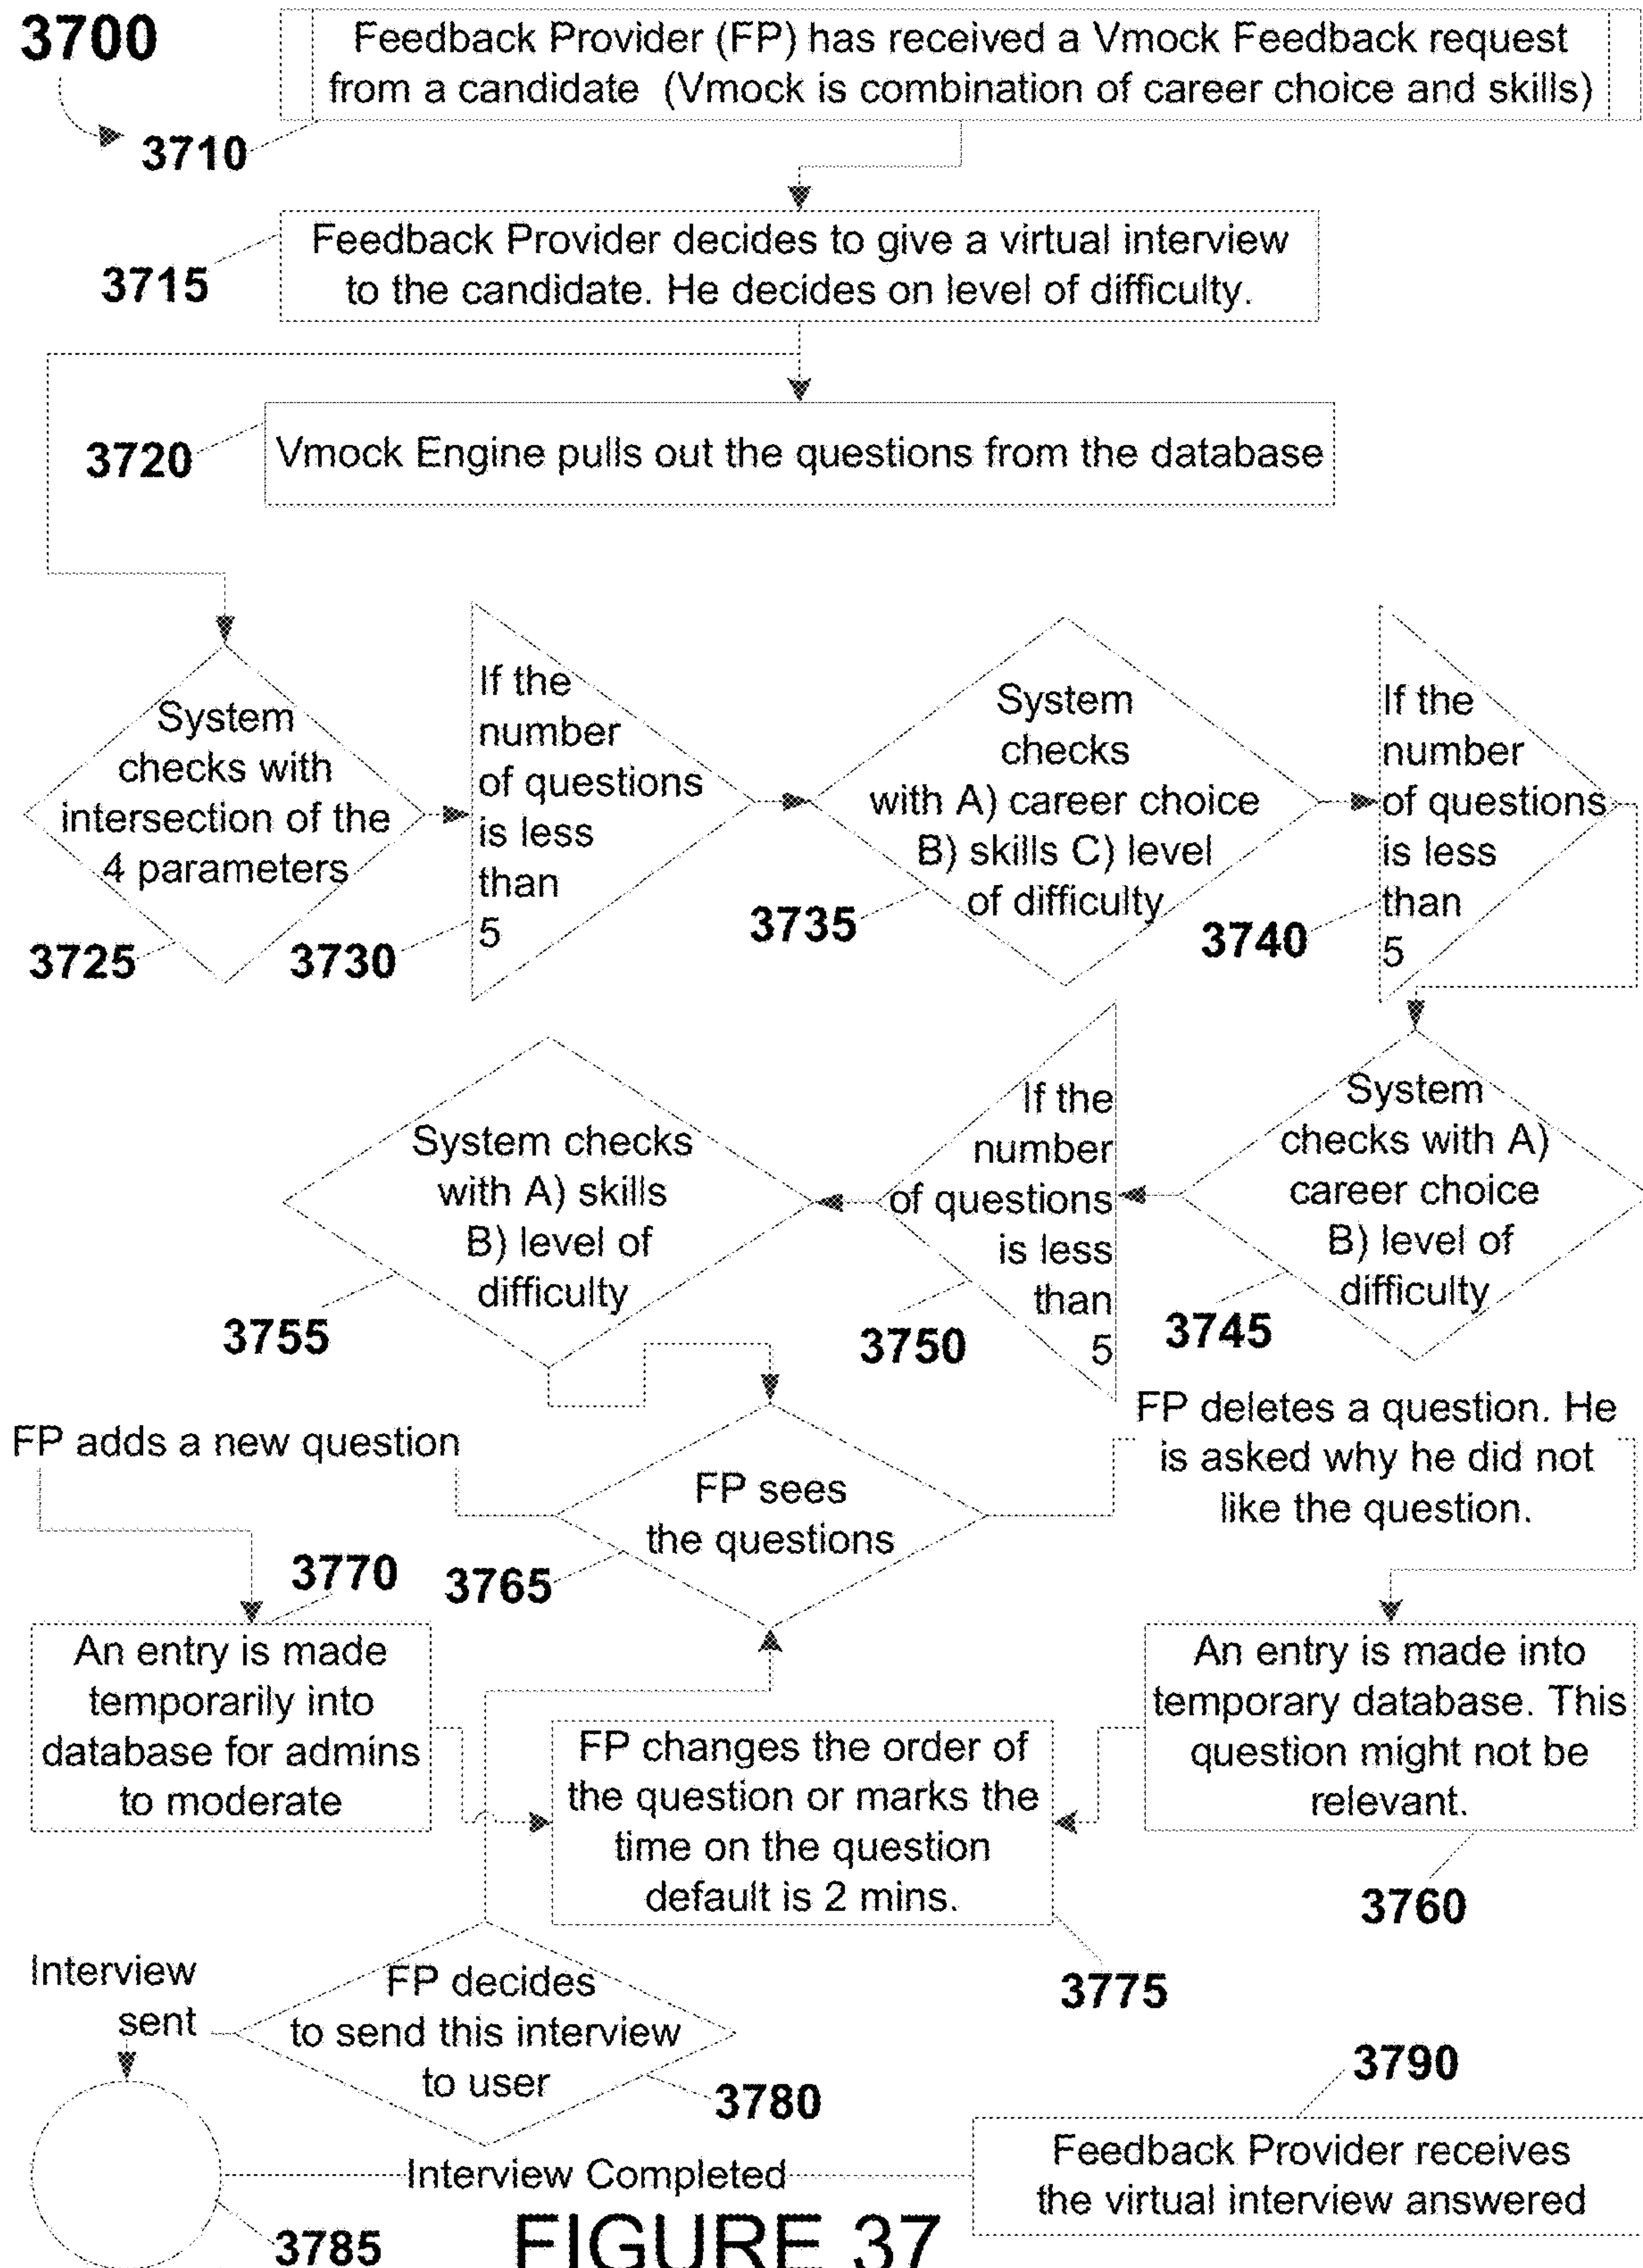 3700
Feedback Provider (FP) has received a Vmock Feedback request
from a candidate (Vmock is combination of career choice and skills)
3710
Feedback Provider decides to give a virtual interview
to the candidate. He decides on level of difficulty.
3715
Vmock Engine pulls out the questions from the database
3720
System
checks with
intersection of the
4 parameters
3725
If the
number
of questions
is less
than
5
3730
System
checks
with A) career choice
B) skills C) level
of difficulty
3735
If the
number
of questions
is less
than
5
3740
System
checks with A)
career choice
B) level of
difficulty
3745
If the
number
of questions
is less
than
5
3750
System checks
with A) skills
B) level of
difficulty
3755
FP adds a new question
FP sees
the questions
3765
FP deletes a question. He
is asked why he did not
like the question.
3770
An entry is made
temporarily into
database for admins
to moderate
FP changes the order of
the question or marks the
time on the question
default is 2 mins.
3775
An entry is made into
temporary database. This
question might not be
relevant.
3760
Interview
sent
FP decides
to send this interview
to user
3780
3790
Interview Completed
Feedback Provider receives
the virtual interview answered
3785
FIGURE 37